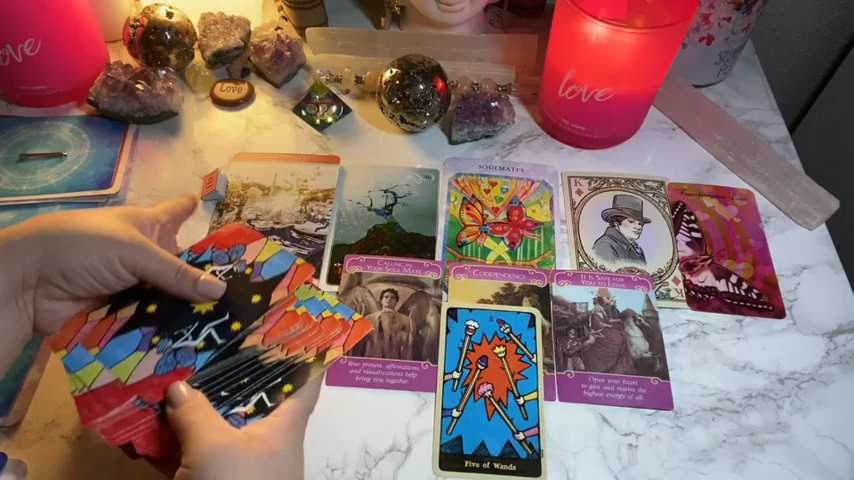 love
Love
love
46
SOULMATES
K
CALLING IN
YOUR SOUL MATE
Your prayers, affirmations,
and visualizations help
bring you together.
CODEPENDENCY
IT IS SAFE FOR
YOU TO LOVE
Open your heart
to give and receive the
highest energy of all
5
Five of Wands